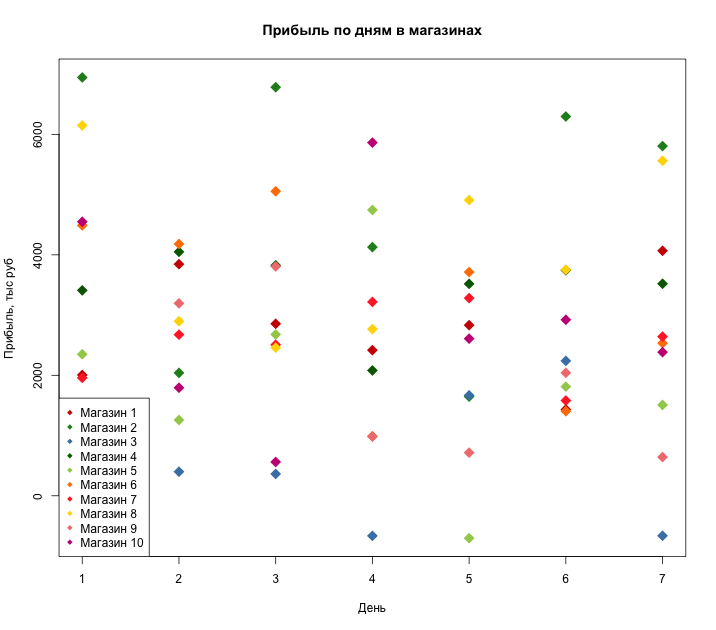 Прибыль по дням в магазинах
Прибыль, тыс руб
6000
4000
2000
0
Магазин 1
Магазин 2
Магазин 3
Магазин 4
Магазин 5
Магазин 6
Магазин 7
Магазин 8
Магазин 9
Магазин 10
1 2 3 4 5 6 7
День